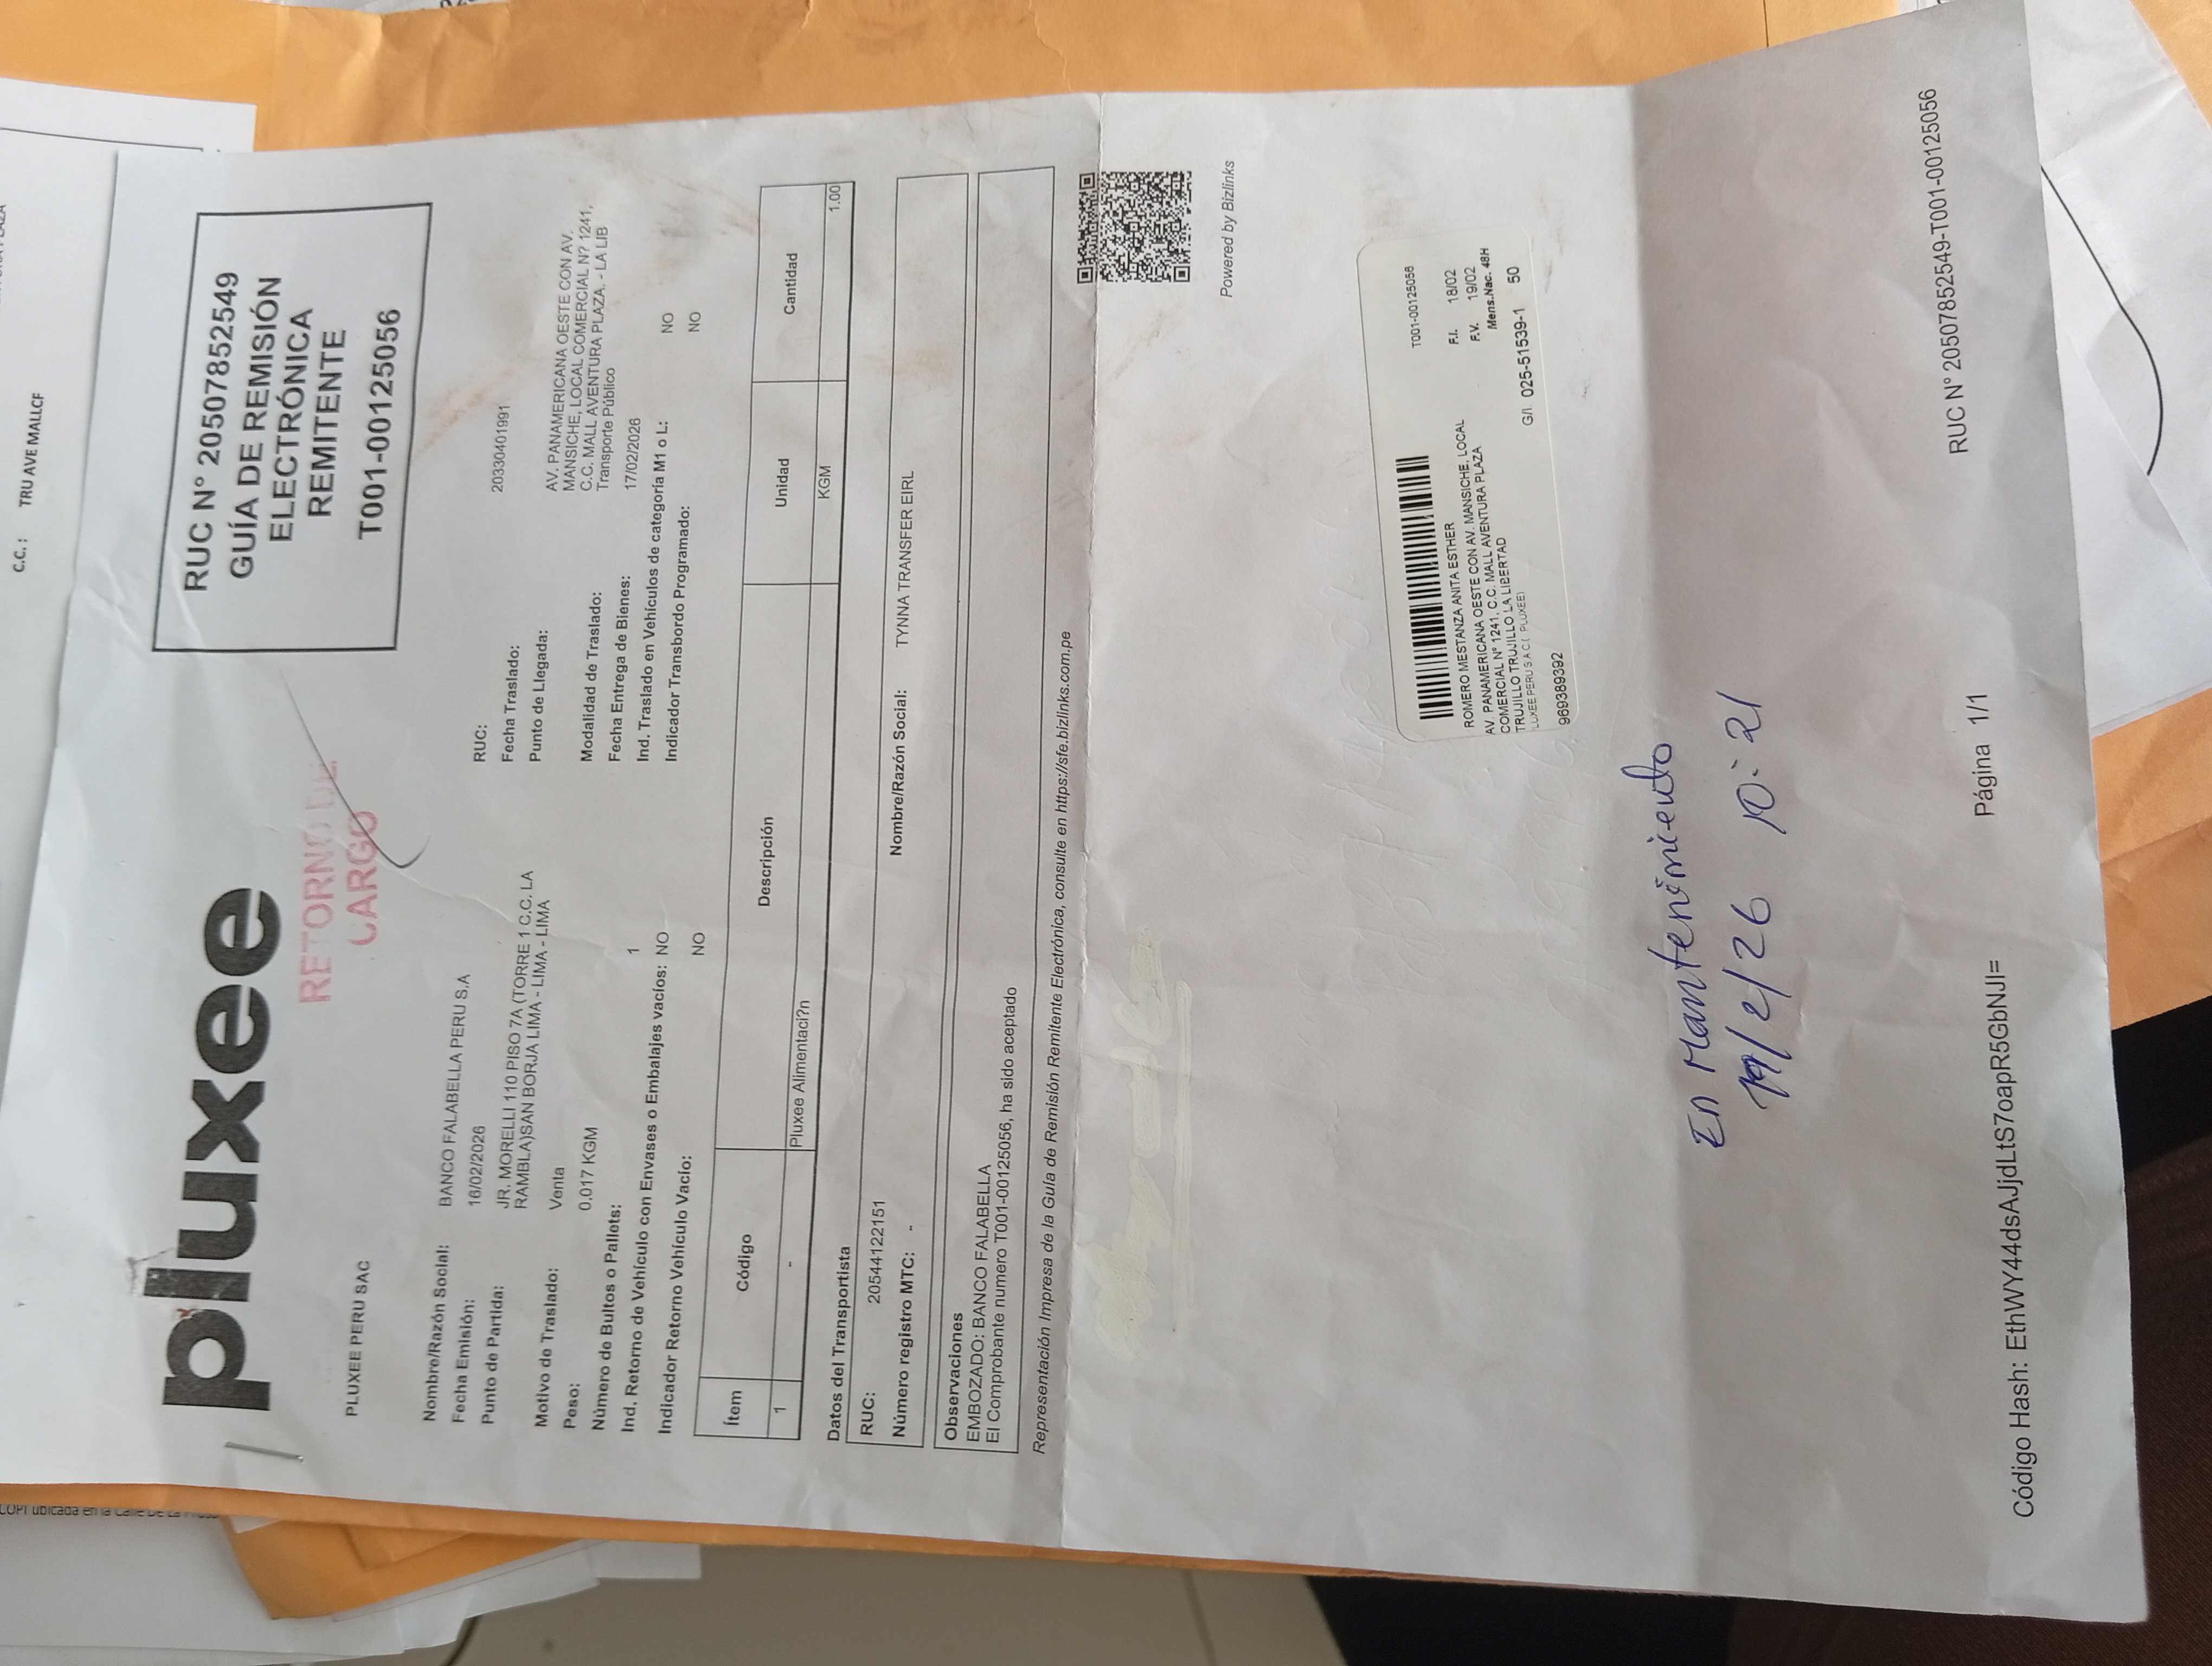 C.C. : TRU AVE MALLCF
pluxee
RETORNO DE
CARGO
RUC N° 20507852549
GUÍA DE REMISIÓN
ELECTRÓNICA
REMITENTE
T001-00125056
PLUXEE PERU SAC
Nombre/Razón Social: BANCO FALABELLA PERU S.A
Fecha Emisión: 16/02/2026
Punto de Partida: JR. MORELLI 110 PISO 7A (TORRE 1 C.C. LA
RAMBLA)SAN BORJA LIMA - LIMA - LIMA
Motivo de Traslado: Venta
Peso: 0.017 KGM
Número de Bultos o Pallets: 1
Ind. Retorno de Vehículo con Envases o Embalajes vacíos: NO
Indicador Retorno Vehículo Vacío: NO
RUC: 20330401991
Fecha Traslado:
Punto de Llegada: AV. PANAMERICANA OESTE CON AV.
MANSICHE, LOCAL COMERCIAL N? 1241,
C.C. MALL AVENTURA PLAZA. - LA LIB
Modalidad de Traslado: Transporte Público
Fecha Entrega de Bienes: 17/02/2026
Ind. Traslado en Vehículos de categoría M1 o L: NO
Indicador Transbordo Programado: NO
Ítem Código Descripción Unidad Cantidad
1 - Pluxee Alimentaci?n KGM 1.00
Datos del Transportista
RUC: 20544122151 Nombre/Razón Social: TYNNA TRANSFER EIRL
Número registro MTC: -
Observaciones
EMBOZADO: BANCO FALABELLA
El Comprobante numero T001-00125056, ha sido aceptado
Representación Impresa de la Guía de Remisión Remitente Electrónica, consulte en https://sfe.bizlinks.com.pe
Powered by Bizlinks
T001-00125056
ROMERO MESTANZA ANITA ESTHER
AV. PANAMERICANA OESTE CON AV. MANSICHE, LOCAL
COMERCIAL N° 1241, C.C. MALL AVENTURA PLAZA
TRUJILLO TRUJILLO LA LIBERTAD
LUXEE PERU S A C ( PLUXEE)
969389392
F.I. 18/02
F.V. 19/02
Mens.Nac. 48H
G/I. 025-51539-1 50
En Mantenimiento
19/2/26 10:21
RUC N° 20507852549-T001-00125056
Código Hash: EthWY44dsAJjdLtS7oapR5GbNJI= Página 1/1